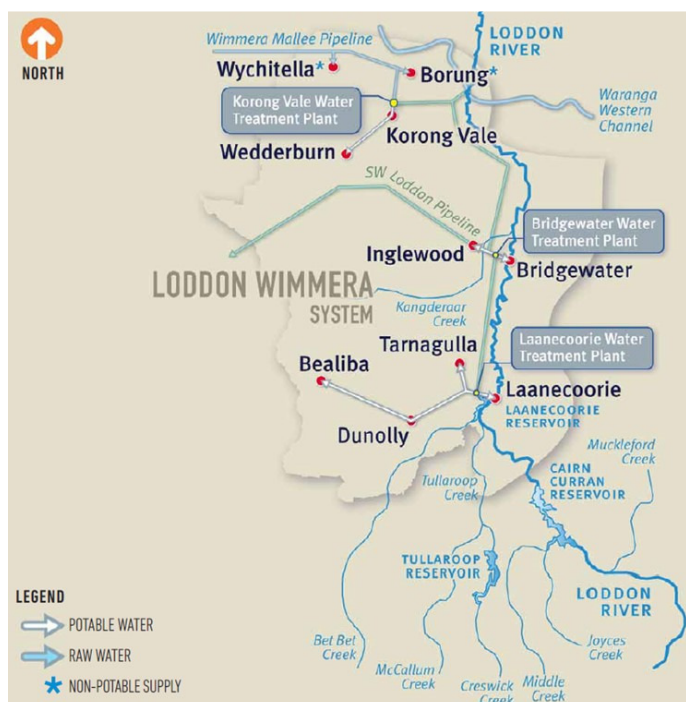 NORTH
Wimmera Mallee Pipeline
LODDON
RIVER
Wychitella*
Borung*
Waranga
Western
Channel
Korong Vale Water
Treatment Plant
Korong Vale
Wedderburn
SW Loddon Pipeline
Bridgewater Water
Treatment Plant
Inglewood
Bridgewater
LODDON WIMMERA
SYSTEM
Kangderaar
Creek
Laanecoorie Water
Treatment Plant
Tarnagulla
Bealiba
Laanecoorie
LAANECOORIE
RESERVOIR
Dunolly
Muckleford
Creek
CAIRN
CURRAN
RESERVOIR
Tullaroop
Creek
TULLAROOP
RESERVOIR
LODDON
RIVER
LEGEND
POTABLE WATER
RAW WATER
* NON-POTABLE SUPPLY
Bet Bet
Creek
McCallum
Creek
Creswick
Creek
Middle
Creek
Joyces
Creek